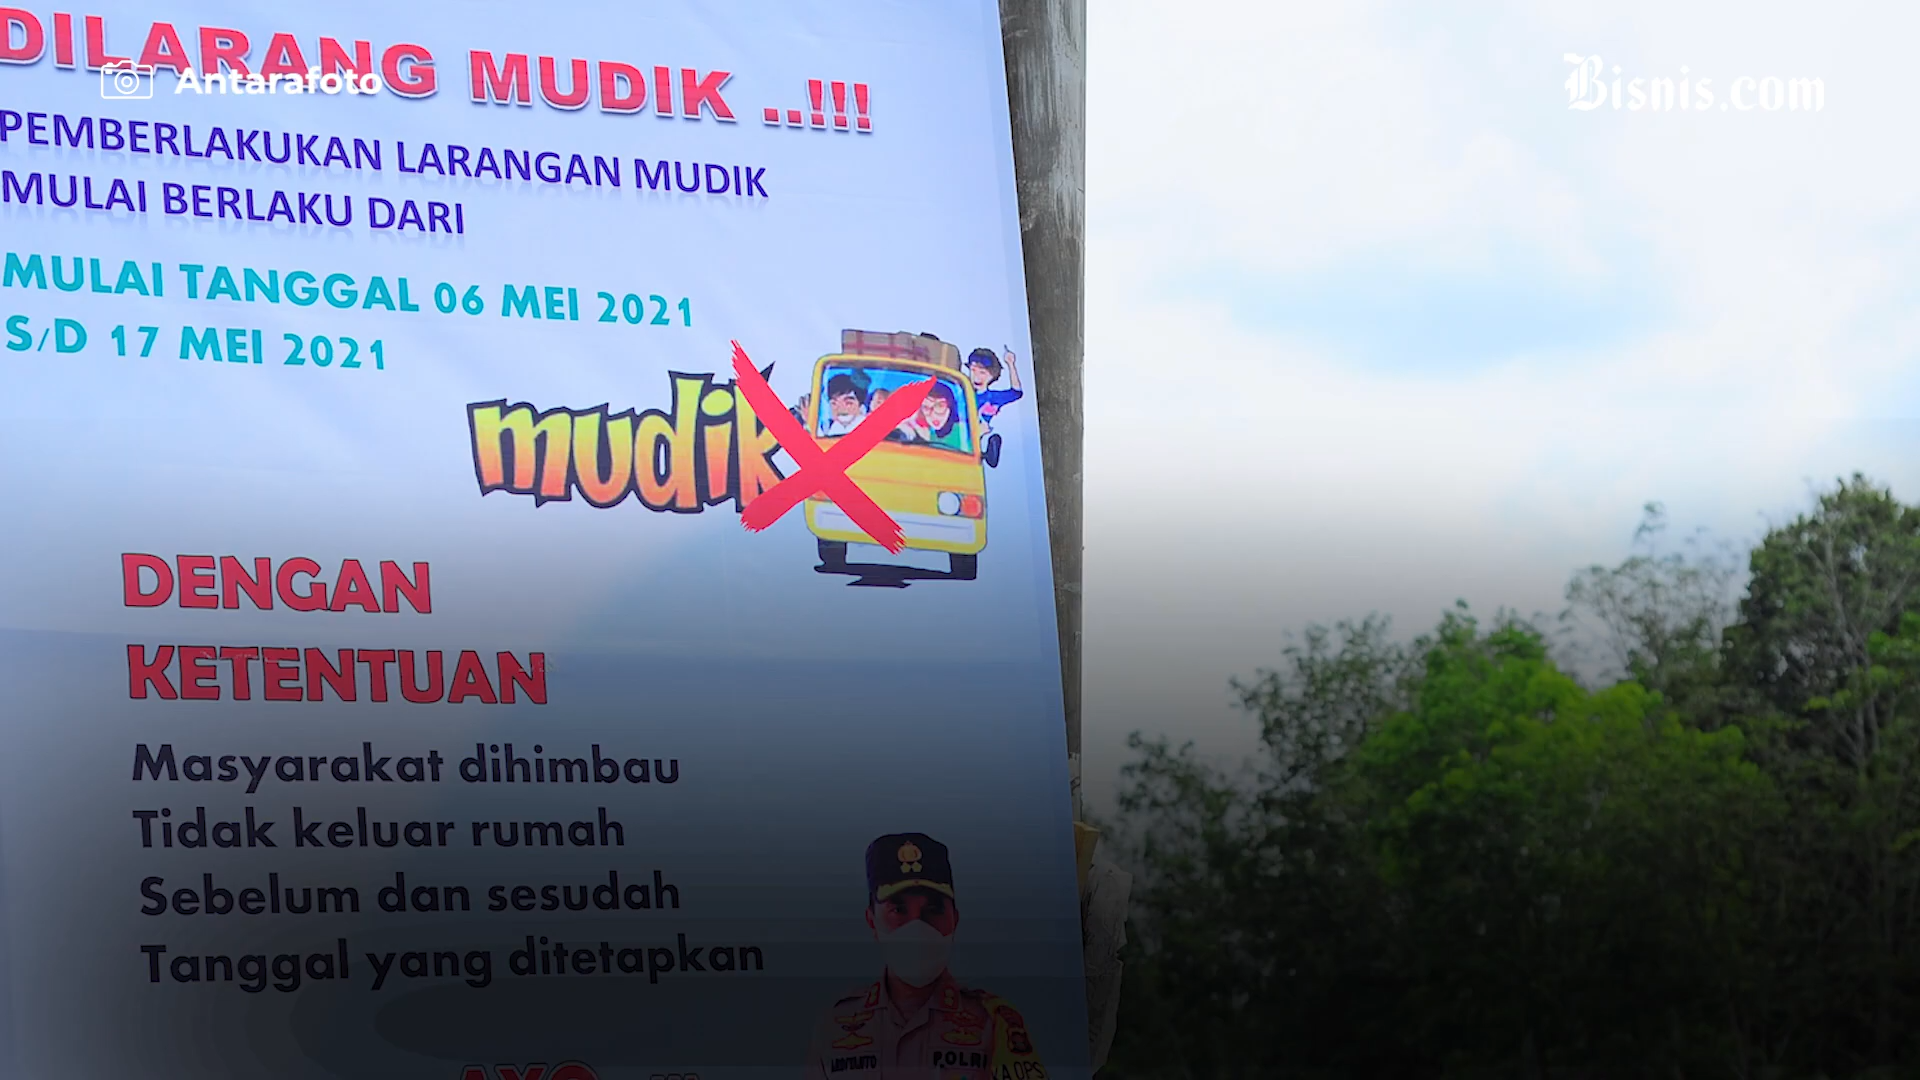 DILARANG MUDIK ..!!!
Antarafoto
Bisnis.com
PEMBERLAKUKAN LARANGAN MUDIK
MULAI BERLAKU DARI
MULAI TANGGAL 06 MEI 2021
S/D 17 MEI 2021
mudik
DENGAN
KETENTUAN
Masyarakat dihimbau
Tidak keluar rumah
Sebelum dan sesudah
Tanggal yang ditetapkan
POLRI